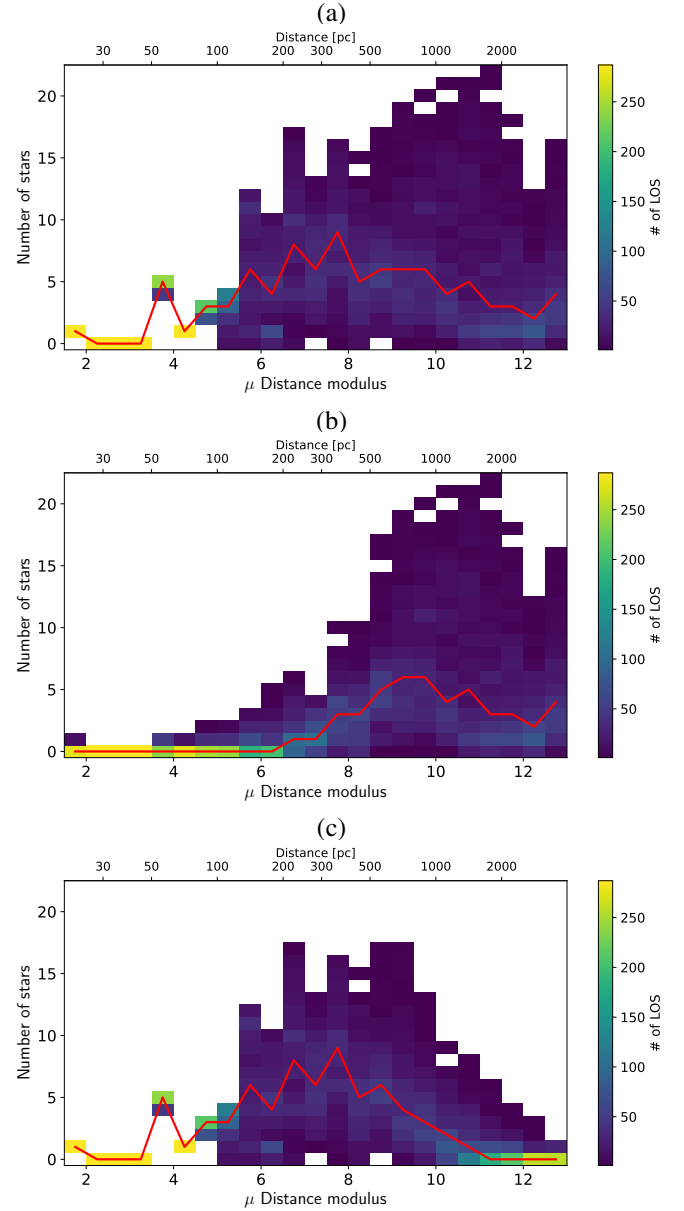 (a)
Distance [pc]
30 50 100 200 300 500 1000 2000
Number of stars
20
15
10
5
0
2 4 6 8 10 12
μ Distance modulus
250
200
150
100
50
# of LOS
(b)
Distance [pc]
30 50 100 200 300 500 1000 2000
Number of stars
20
15
10
5
0
2 4 6 8 10 12
μ Distance modulus
250
200
150
100
50
# of LOS
(c)
Distance [pc]
30 50 100 200 300 500 1000 2000
Number of stars
20
15
10
5
0
2 4 6 8 10 12
μ Distance modulus
250
200
150
100
50
# of LOS